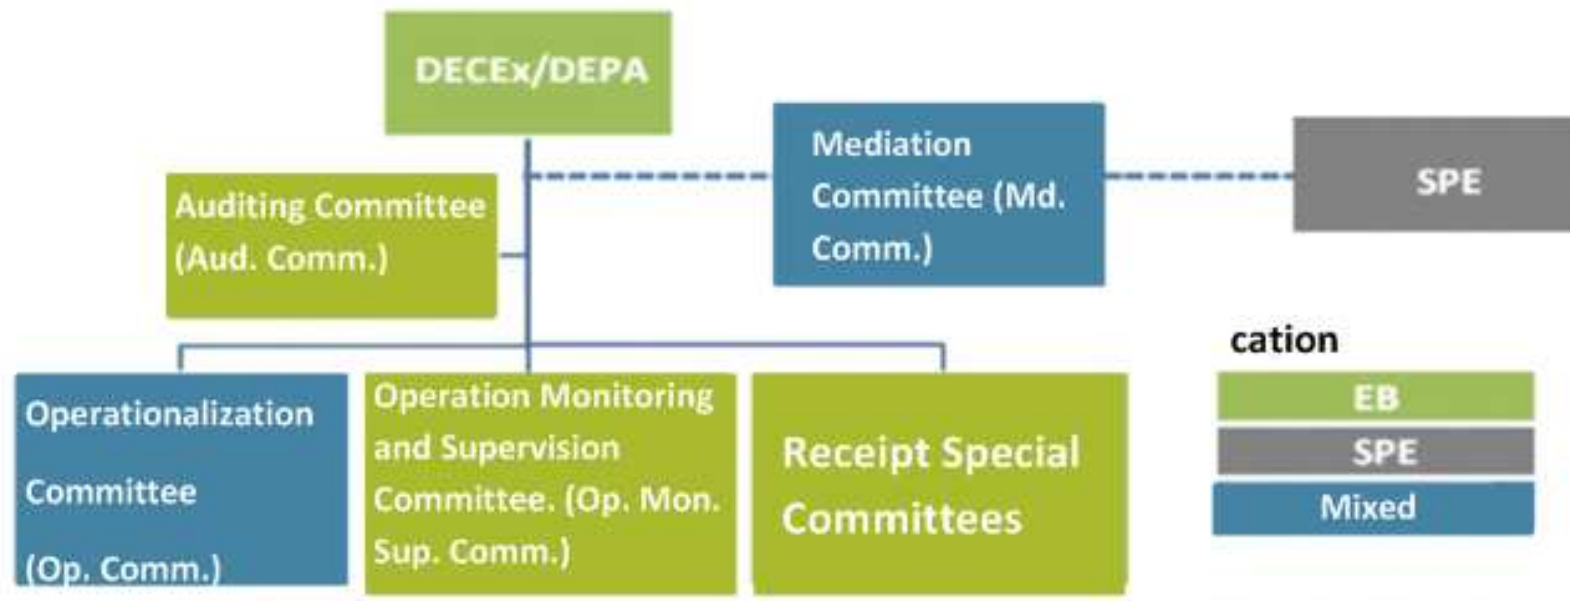 DECEx/DEPA
Mediation
Committee (Md.
Comm.)
SPE
Auditing Committee
(Aud. Comm.)
Operationalization
Committee
(Op. Comm.)
Operation Monitoring
and Supervision
Committee. (Op. Mon.
Sup. Comm.)
Receipt Special
Committees
cation
EB
SPE
Mixed